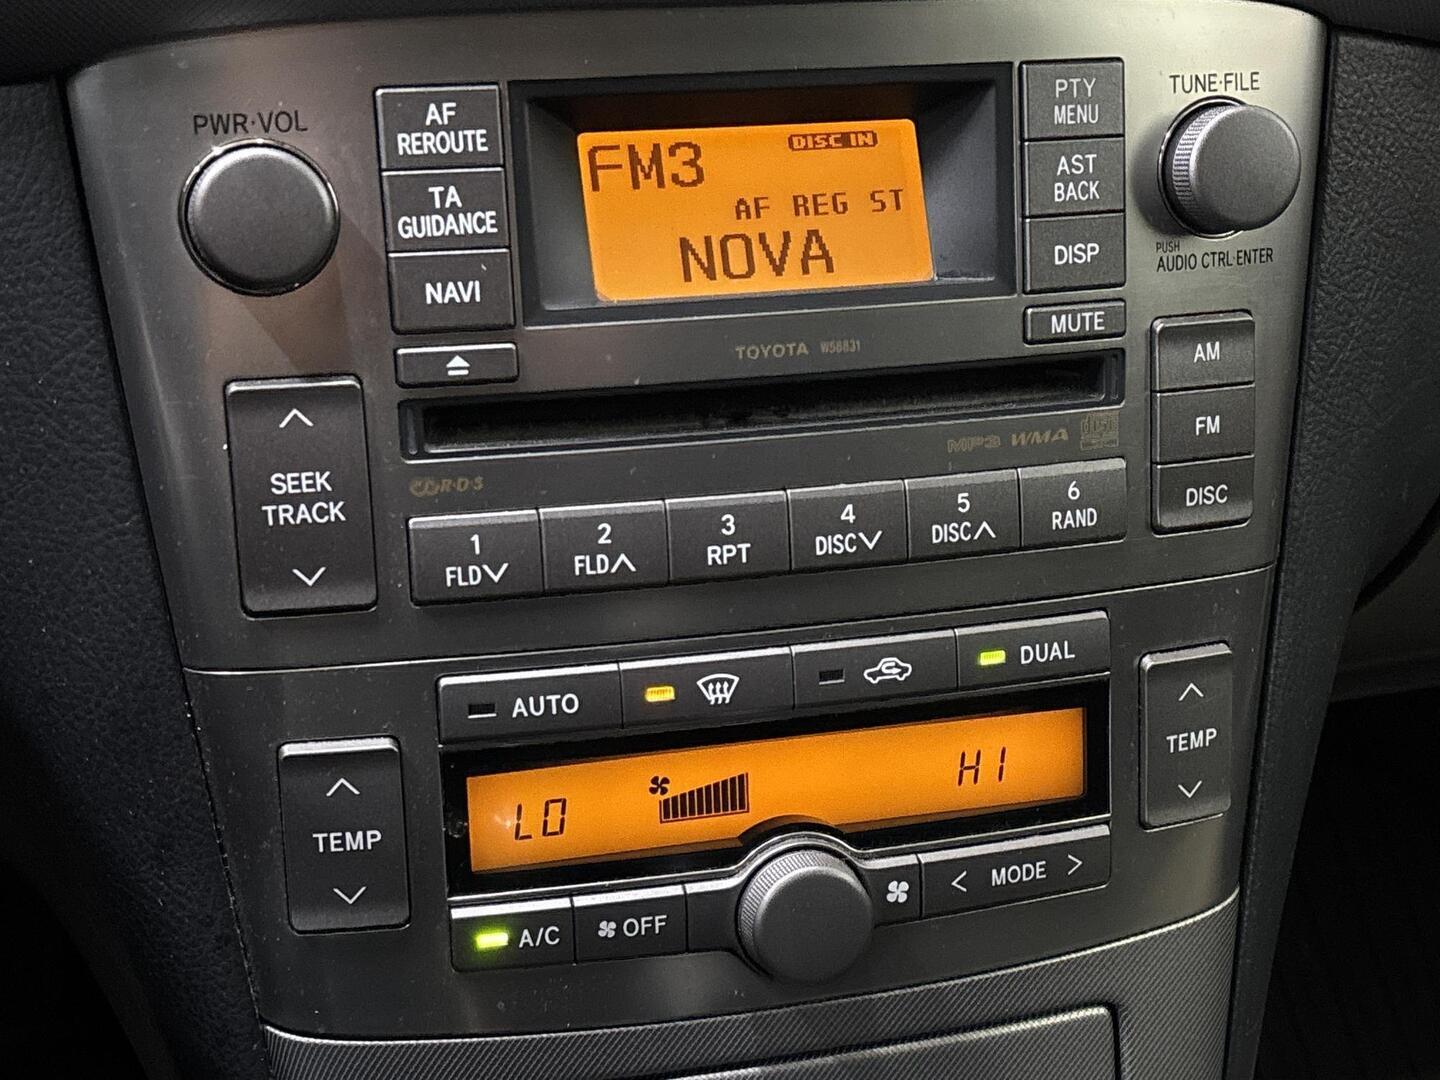 PWR·VOL
AF
REROUTE
TA
GUIDANCE
NAVI
FM3
DISC IN
AF REG ST
NOVA
PTY
MENU
AST
BACK
DISP
MUTE
TUNE·FILE
PUSH
AUDIO CTRL·ENTER
TOYOTA W58831
AM
FM
DISC
SEEK
TRACK
MP3 WMA
R·D·S
1
FLD
2
FLD
3
RPT
4
DISC
5
DISC
6
RAND
AUTO
DUAL
TEMP
LO
HI
TEMP
A/C
OFF
< MODE >